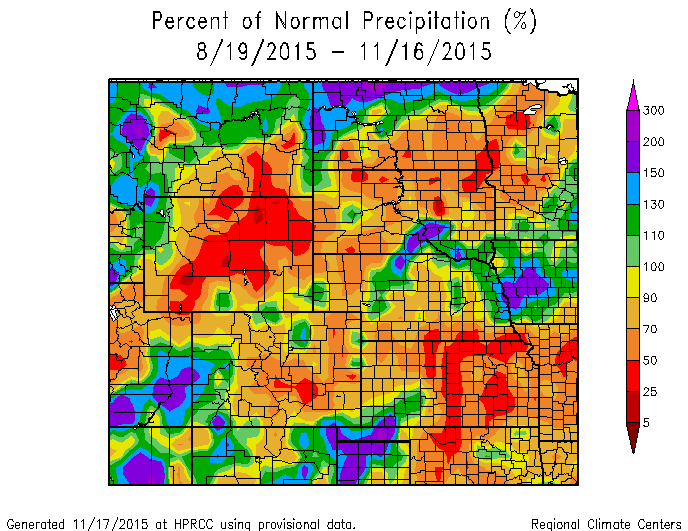 Percent of Normal Precipitation (%)
8/19/2015 – 11/16/2015
300
200
150
130
110
100
90
70
50
25
5
Generated 11/17/2015 at HPRCC using provisional data.
Regional Climate Centers